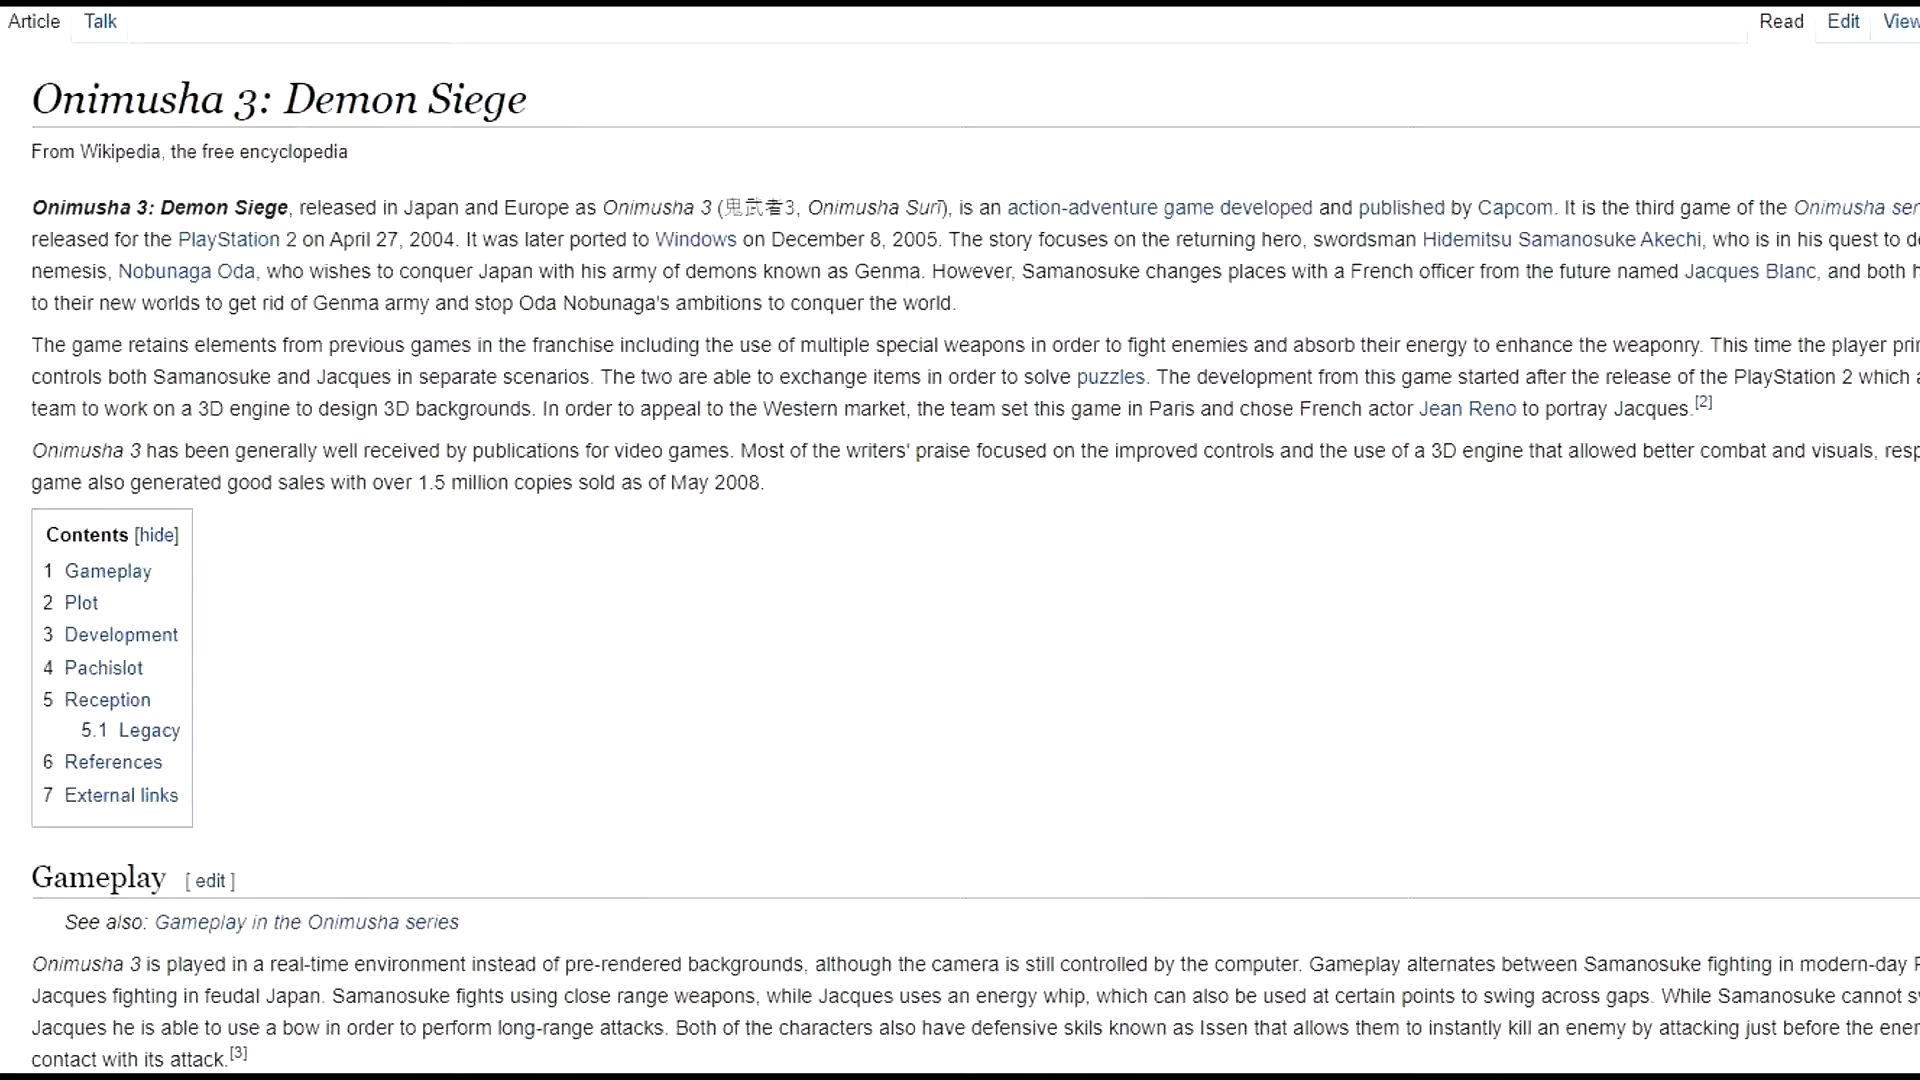 Article Talk Read Edit View
Onimusha 3: Demon Siege
From Wikipedia, the free encyclopedia
Onimusha 3: Demon Siege, released in Japan and Europe as Onimusha 3 (鬼武者3, Onimusha Surī), is an action-adventure game developed and published by Capcom. It is the third game of the Onimusha
released for the PlayStation 2 on April 27, 2004. It was later ported to Windows on December 8, 2005. The story focuses on the returning hero, swordsman Hidemitsu Samanosuke Akechi, who is in his quest to
nemesis, Nobunaga Oda, who wishes to conquer Japan with his army of demons known as Genma. However, Samanosuke changes places with a French officer from the future named Jacques Blanc, and both
to their new worlds to get rid of Genma army and stop Oda Nobunaga's ambitions to conquer the world.
The game retains elements from previous games in the franchise including the use of multiple special weapons in order to fight enemies and absorb their energy to enhance the weaponry. This time the player
controls both Samanosuke and Jacques in separate scenarios. The two are able to exchange items in order to solve puzzles. The development from this game started after the release of the PlayStation 2 which
team to work on a 3D engine to design 3D backgrounds. In order to appeal to the Western market, the team set this game in Paris and chose French actor Jean Reno to portray Jacques.[2]
Onimusha 3 has been generally well received by publications for video games. Most of the writers' praise focused on the improved controls and the use of a 3D engine that allowed better combat and visuals,
game also generated good sales with over 1.5 million copies sold as of May 2008.
Contents [hide]
1 Gameplay
2 Plot
3 Development
4 Pachislot
5 Reception
5.1 Legacy
6 References
7 External links
Gameplay [ edit ]
See also: Gameplay in the Onimusha series
Onimusha 3 is played in a real-time environment instead of pre-rendered backgrounds, although the camera is still controlled by the computer. Gameplay alternates between Samanosuke fighting in modern-day
Jacques fighting in feudal Japan. Samanosuke fights using close range weapons, while Jacques uses an energy whip, which can also be used at certain points to swing across gaps. While Samanosuke cannot
Jacques he is able to use a bow in order to perform long-range attacks. Both of the characters also have defensive skils known as Issen that allows them to instantly kill an enemy by attacking just before the
contact with its attack.[3]